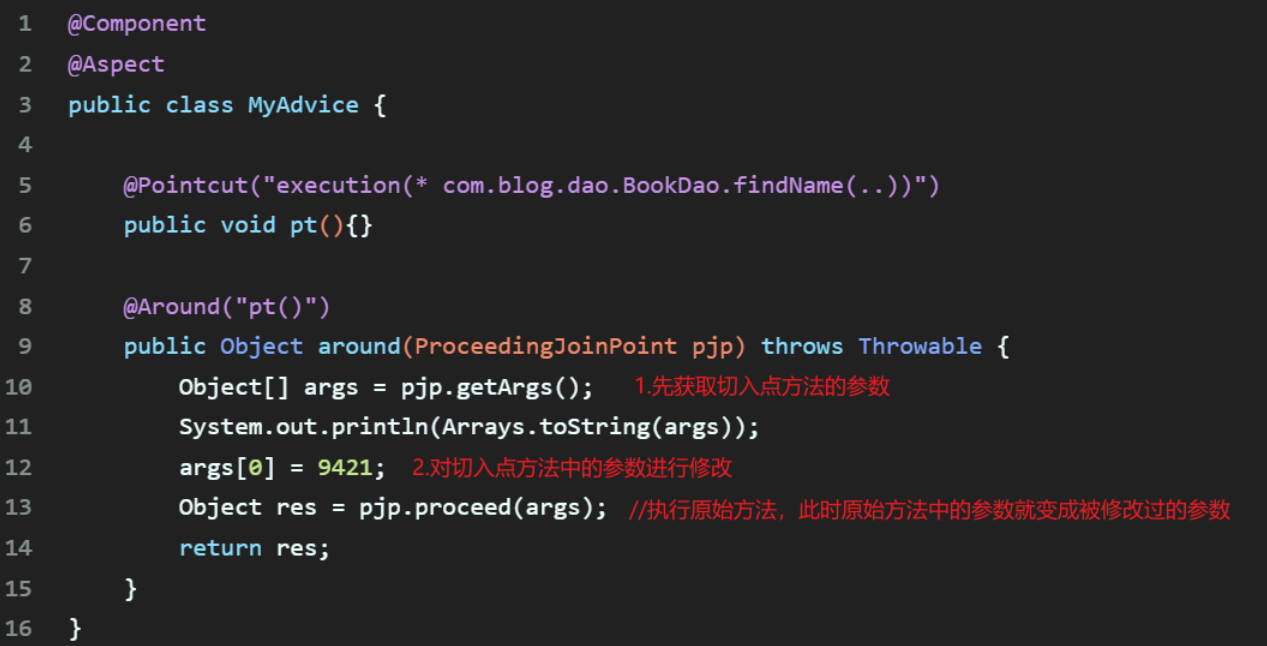 1 @Component
2 @Aspect
3 public class MyAdvice {
4
5 @Pointcut("execution(* com.blog.dao.BookDao.findName(..))")
6 public void pt(){}
7
8 @Around("pt()")
9 public Object around(ProceedingJoinPoint pjp) throws Throwable {
10 Object[] args = pjp.getArgs(); 1.先获取切入点方法的参数
11 System.out.println(Arrays.toString(args));
12 args[0] = 9421; 2.对切入点方法中的参数进行修改
13 Object res = pjp.proceed(args); //执行原始方法，此时原始方法中的参数就变成被修改过的参数
14 return res;
15 }
16 }